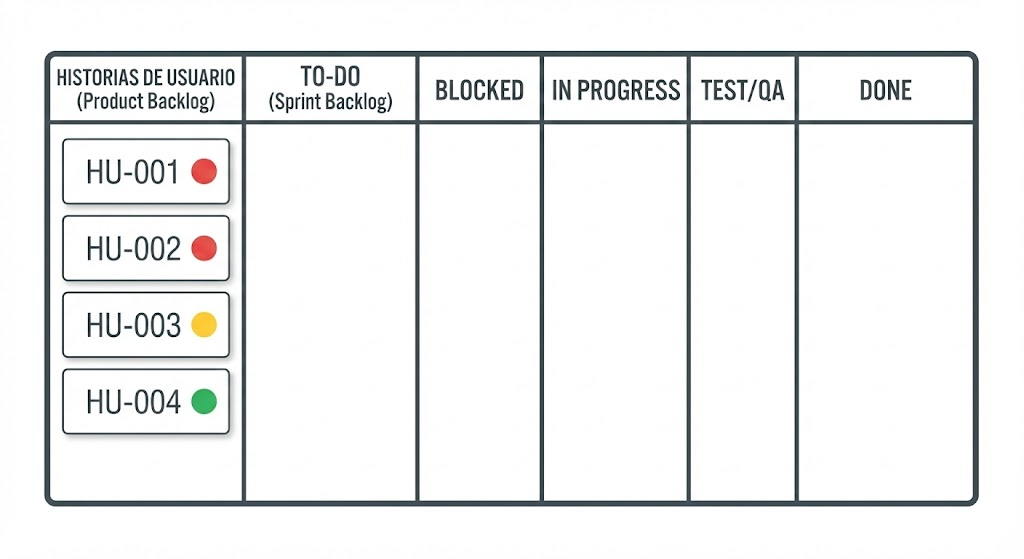 HISTORIAS DE USUARIO
(Product Backlog)
TO-DO
(Sprint Backlog)
BLOCKED
IN PROGRESS
TEST/QA
DONE
HU-001
HU-002
HU-003
HU-004